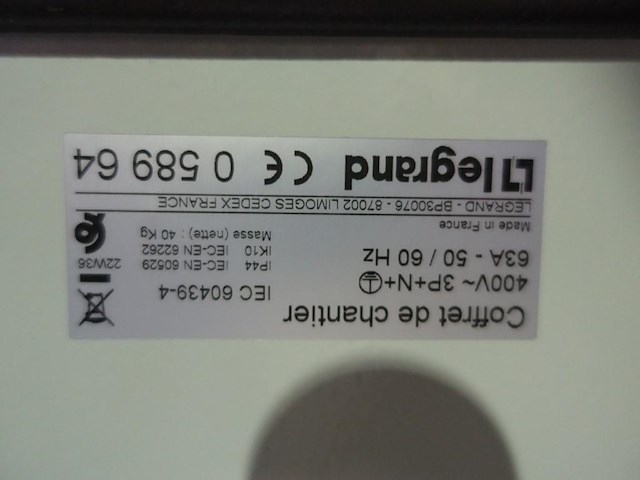 Coffret de chantier
400V~ 3P+N+
63A - 50 / 60 Hz
Made in France
IEC 60439-4
IP44 IEC-EN 60529
IK10 IEC-EN 62262
Masse (nette) : 40 Kg
22W36
LEGRAND - BP30076 - 87002 LIMOGES CEDEX FRANCE
legrand CE 0 589 64